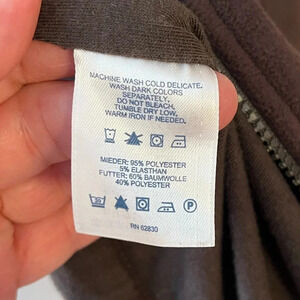 MACHINE WASH COLD DELICATE.
WASH DARK COLORS
SEPARATELY.
DO NOT BLEACH.
TUMBLE DRY LOW.
WARM IRON IF NEEDED.
MIEDER: 95% POLYESTER
5% ELASTHAN
FUTTER: 60% BAUMWOLLE
40% POLYESTER
P
RN 62830